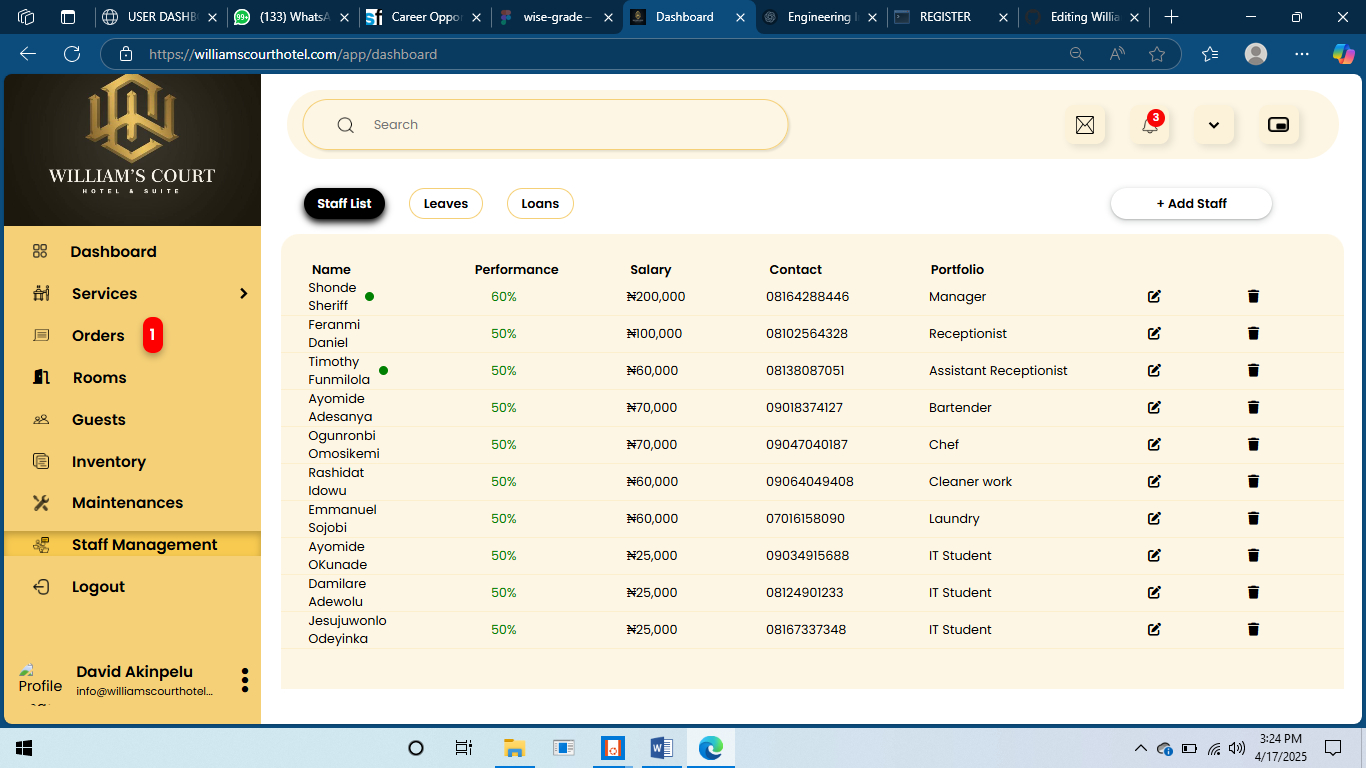 USER DASHB
(133) WhatsA
Career Oppor
wise-grade –
Dashboard
Engineering I
REGISTER
Editing Willia
https://williamscourthotel.com/app/dashboard
WILLIAM'S COURT
HOTEL & SUITE
Search
3
Staff List
Leaves
Loans
+ Add Staff
Dashboard
Services
Orders 1
Rooms
Guests
Inventory
Maintenances
Staff Management
Logout
Name Performance Salary Contact Portfolio
Shonde
Sheriff 60% ₦200,000 08164288446 Manager
Feranmi
Daniel 50% ₦100,000 08102564328 Receptionist
Timothy
Funmilola 50% ₦60,000 08138087051 Assistant Receptionist
Ayomide
Adesanya 50% ₦70,000 09018374127 Bartender
Ogunronbi
Omosikemi 50% ₦70,000 09047040187 Chef
Rashidat
Idowu 50% ₦60,000 09064049408 Cleaner work
Emmanuel
Sojobi 50% ₦60,000 07016158090 Laundry
Ayomide
OKunade 50% ₦25,000 09034915688 IT Student
Damilare
Adewolu 50% ₦25,000 08124901233 IT Student
Jesujuwonlo
Odeyinka 50% ₦25,000 08167337348 IT Student
Profile
David Akinpelu
info@williamscourthotel...
3:24 PM
4/17/2025